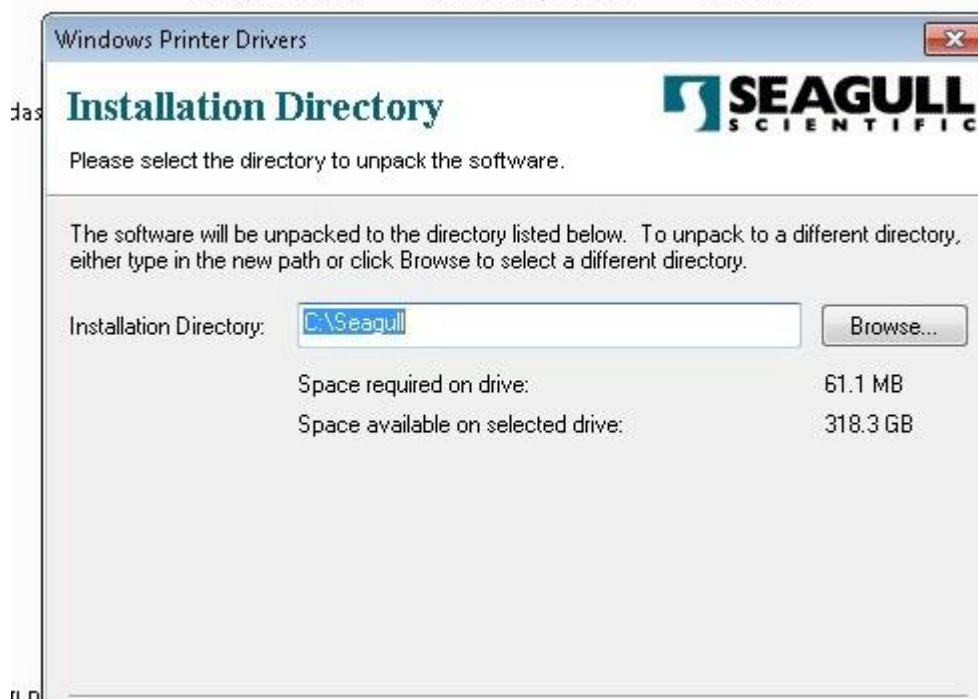 Windows Printer Drivers
Installation Directory
SEAGULL
SCIENTIFIC
Please select the directory to unpack the software.
The software will be unpacked to the directory listed below. To unpack to a different directory,
either type in the new path or click Browse to select a different directory.
Installation Directory: C:\Seagull Browse...
Space required on drive: 61.1 MB
Space available on selected drive: 318.3 GB